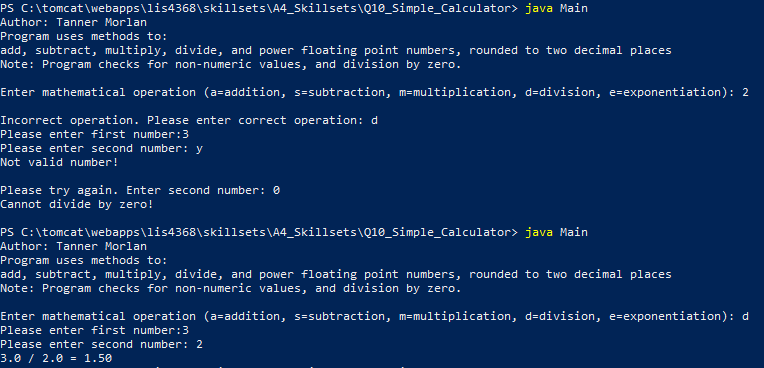 PS C:\tomcat\webapps\lis4368\skillsets\A4_Skillsets\Q10_Simple_Calculator> java Main
Author: Tanner Morlan
Program uses methods to:
add, subtract, multiply, divide, and power floating point numbers, rounded to two decimal places
Note: Program checks for non-numeric values, and division by zero.
Enter mathematical operation (a=addition, s=subtraction, m=multiplication, d=division, e=exponentiation): 2
Incorrect operation. Please enter correct operation: d
Please enter first number:3
Please enter second number: y
Not valid number!
Please try again. Enter second number: 0
Cannot divide by zero!
PS C:\tomcat\webapps\lis4368\skillsets\A4_Skillsets\Q10_Simple_Calculator> java Main
Author: Tanner Morlan
Program uses methods to:
add, subtract, multiply, divide, and power floating point numbers, rounded to two decimal places
Note: Program checks for non-numeric values, and division by zero.
Enter mathematical operation (a=addition, s=subtraction, m=multiplication, d=division, e=exponentiation): d
Please enter first number:3
Please enter second number: 2
3.0 / 2.0 = 1.50